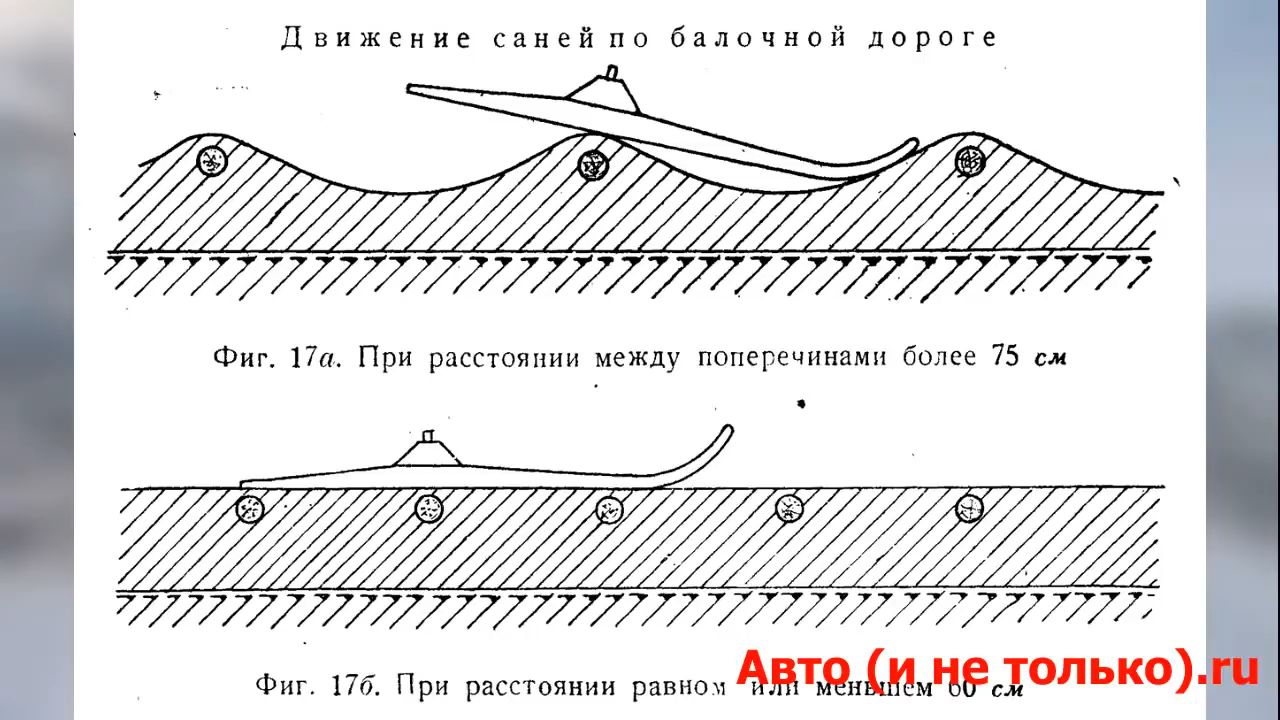 Движение саней по балочной дороге
Фиг. 17а. При расстоянии между поперечинами более 75 см
Фиг. 17б. При расстоянии равном или меньшем 60 см
Авто (и не только).ru